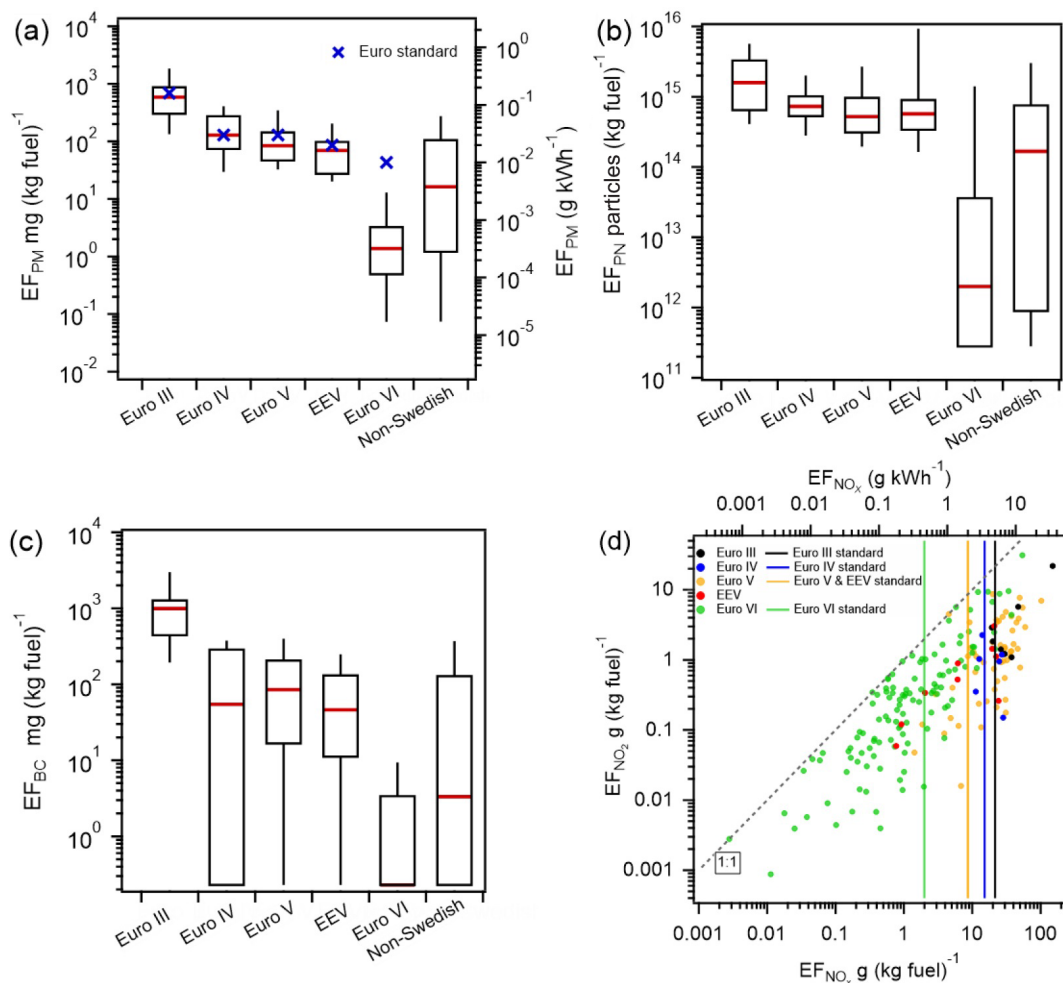 (a)
EF_PM mg (kg fuel)^-1
10^4
10^3
10^2
10^1
10^0
10^-1
10^-2
× Euro standard
10^0
10^-1
10^-2
10^-3
10^-4
10^-5
EF_PM (g kWh^-1)
Euro III
Euro IV
Euro V
EEV
Euro VI
Non-Swedish
(b)
EF_PN particles (kg fuel)^-1
10^16
10^15
10^14
10^13
10^12
10^11
Euro III
Euro IV
Euro V
EEV
Euro VI
Non-Swedish
(c)
EF_BC mg (kg fuel)^-1
10^4
10^3
10^2
10^1
10^0
Euro III
Euro IV
Euro V
EEV
Euro VI
Non-Swedish
EF_NOx (g kWh^-1)
0.001 0.01 0.1 1 10
(d)
Euro III Euro III standard
Euro IV Euro IV standard
Euro V Euro V & EEV standard
EEV
Euro VI Euro VI standard
EF_NO2 g (kg fuel)^-1
10
1
0.1
0.01
0.001
1:1
0.001 0.01 0.1 1 10 100
EF_NOx g (kg fuel)^-1